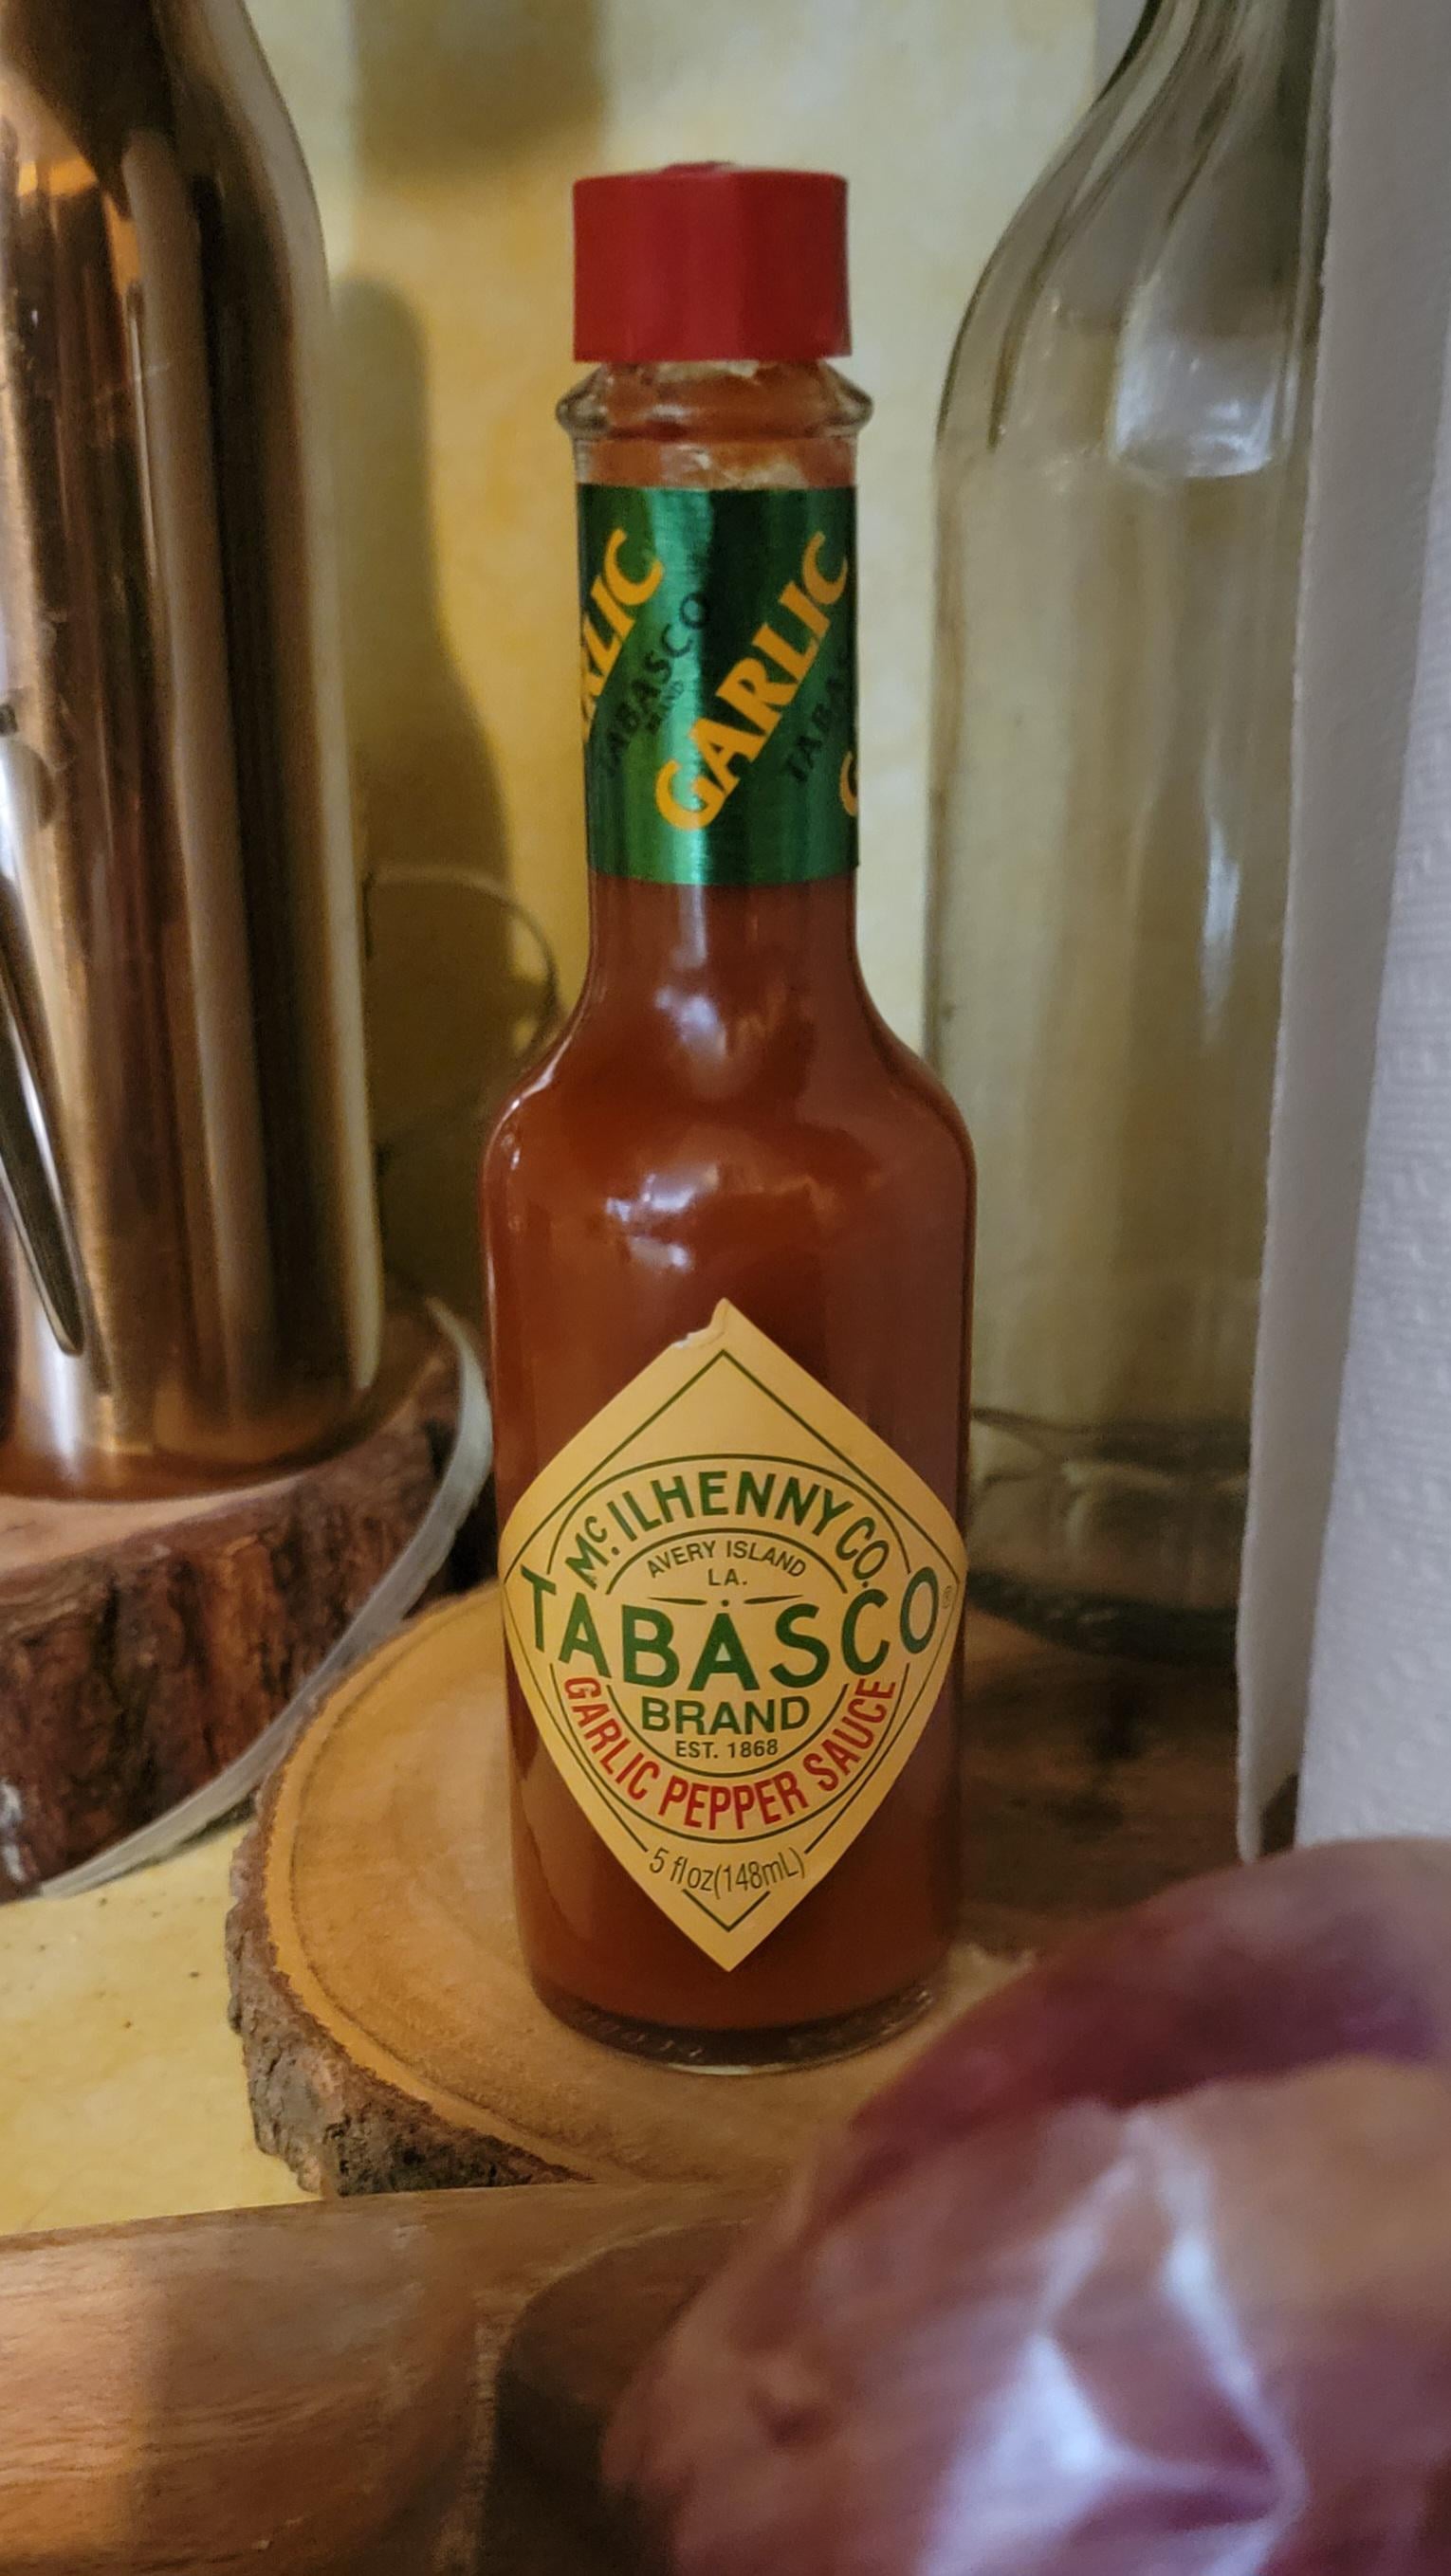 GARLIC
TABASCO
BRAND
GARLIC
McILHENNY CO.
AVERY ISLAND
LA.
TABASCO®
BRAND
EST. 1868
GARLIC PEPPER SAUCE
5 fl oz (148mL)